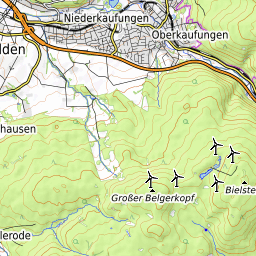 Niederkaufungen
Oberkaufungen
lden
hausen
Großer Belgerkopf
Bielste
lerode